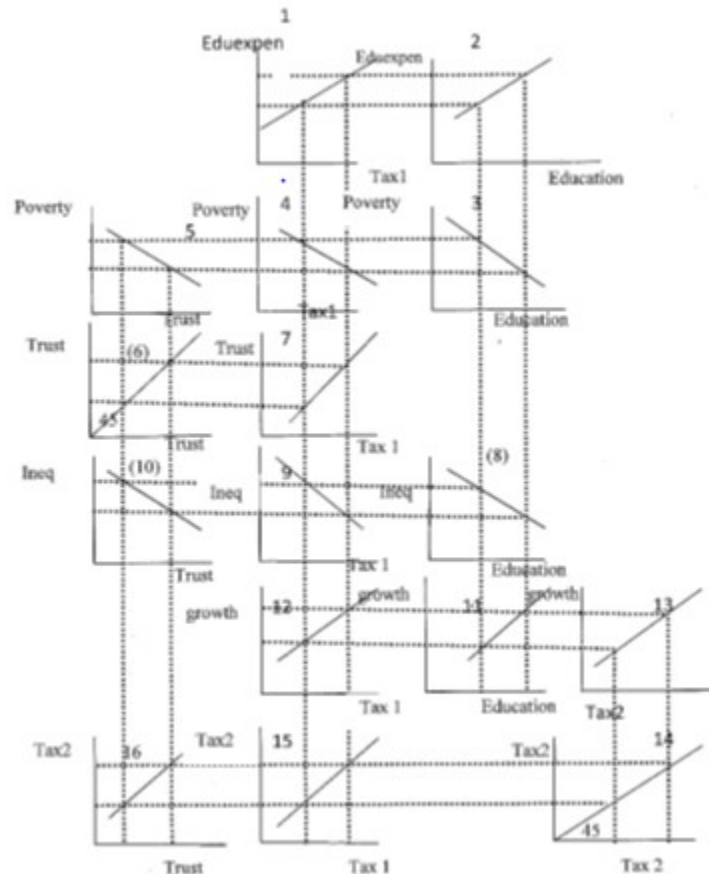 1
Eduexpen
Eduexpen
2
Tax1
Education
Poverty
Poverty
4
Poverty
3
5
Trust
Tax1
Education
Trust
(6)
Trust
7
45
Trust
Tax 1
Ineq
(10)
Ineq
9
Ineq
(8)
Trust
Tax 1
Education
growth
12
growth
11
growth
13
Tax 1
Education
Tax2
Tax2
16
Tax2
15
Tax2
14
45
Trust
Tax 1
Tax 2